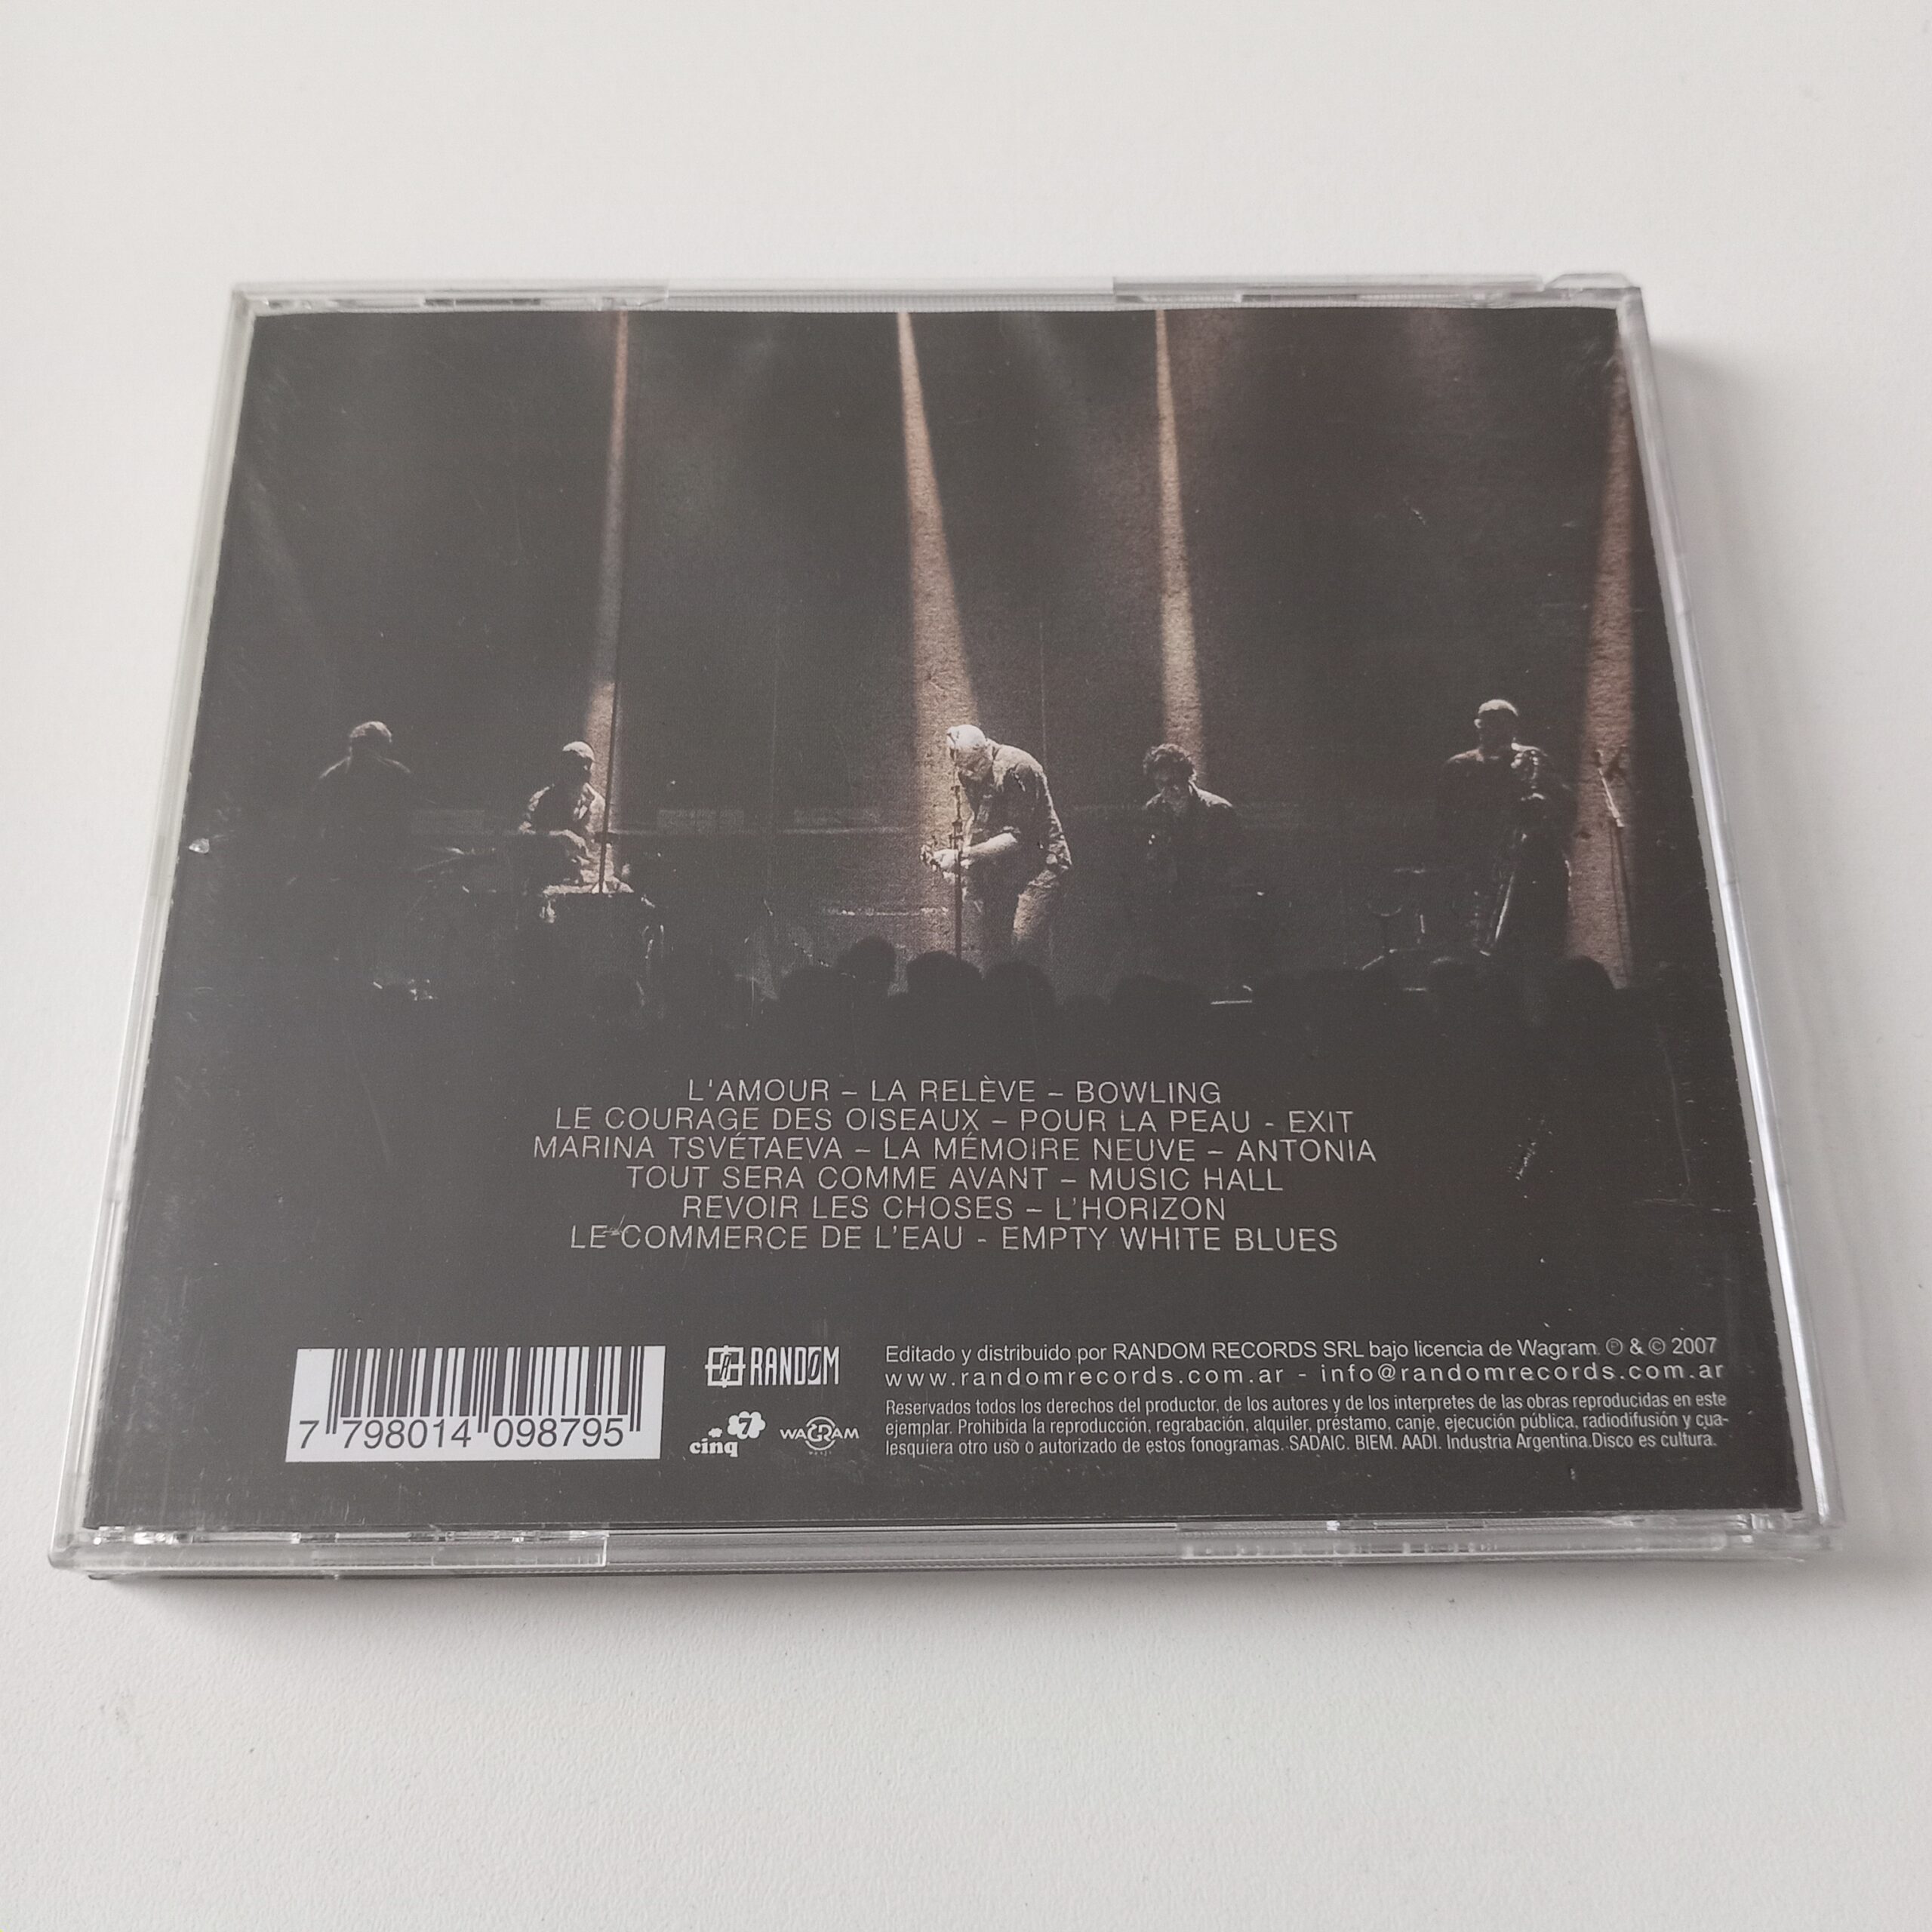 L'AMOUR – LA RELÈVE – BOWLING
LE COURAGE DES OISEAUX – POUR LA PEAU - EXIT
MARINA TSVÉTAEVA – LA MÉMOIRE NEUVE – ANTONIA
TOUT SERA COMME AVANT – MUSIC HALL
REVOIR LES CHOSES – L'HORIZON
LE COMMERCE DE L'EAU - EMPTY WHITE BLUES
7 798014 098795
RANDOM
cinq 7
WAGRAM
Editado y distribuido por RANDOM RECORDS SRL bajo licencia de Wagram. ℗ & © 2007
www.randomrecords.com.ar - info@randomrecords.com.ar
Reservados todos los derechos del productor, de los autores y de los interpretes de las obras reproducidas en este
ejemplar. Prohibida la reproducción, regrabación, alquiler, préstamo, canje, ejecución pública, radiodifusión y cua-
lesquiera otro uso o autorizado de estos fonogramas. SADAIC. BIEM. AADI. Industria Argentina.Disco es cultura.